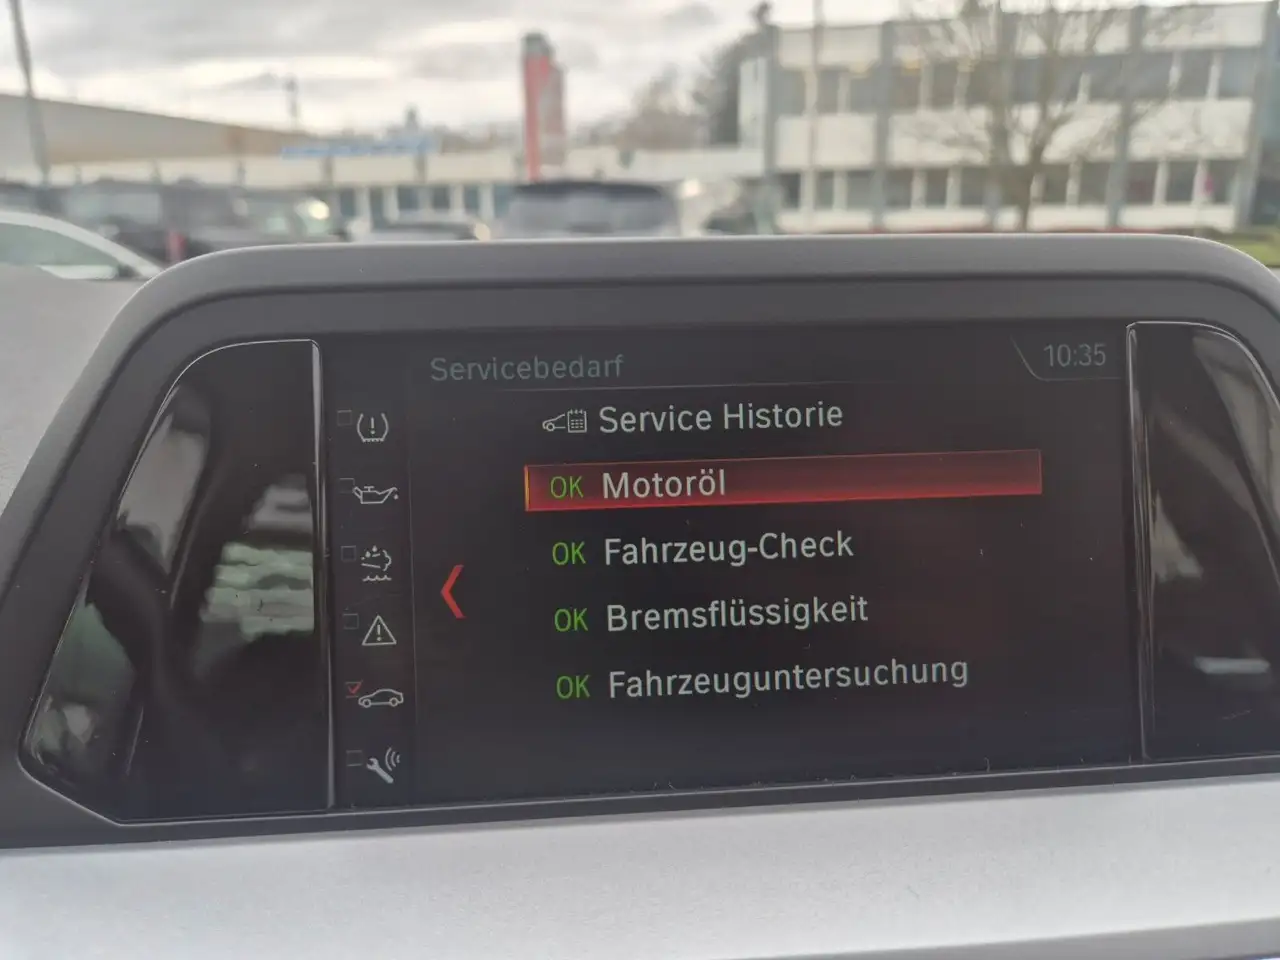 Servicebedarf
10:35
Service Historie
OK Motoröl
OK Fahrzeug-Check
OK Bremsflüssigkeit
OK Fahrzeuguntersuchung